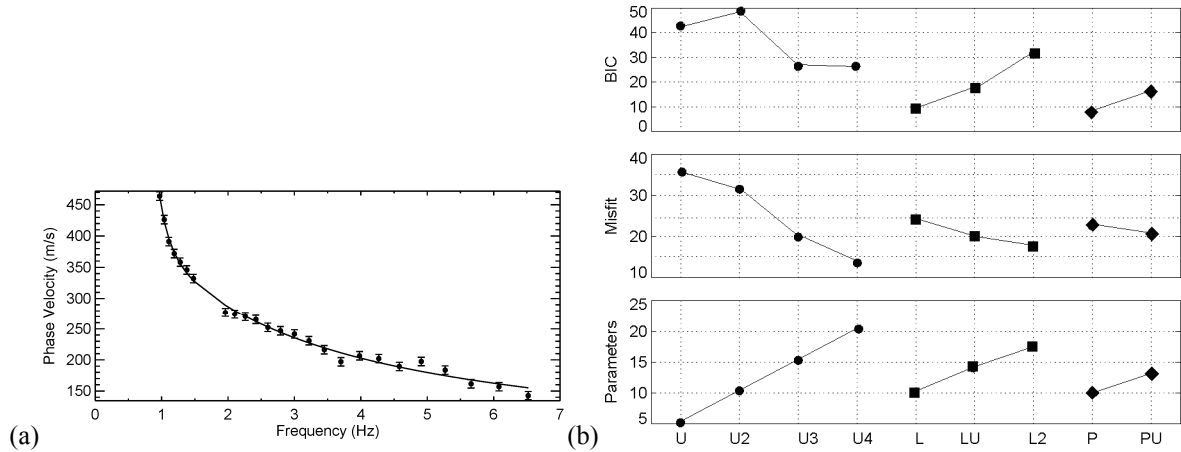 450
400
350
300
250
200
150
Phase Velocity (m/s)
0 1 2 3 4 5 6 7
Frequency (Hz)
(a)
50
40
30
20
10
0
BIC
40
30
20
10
Misfit
25
20
15
10
5
Parameters
U U2 U3 U4 L LU L2 P PU
(b)